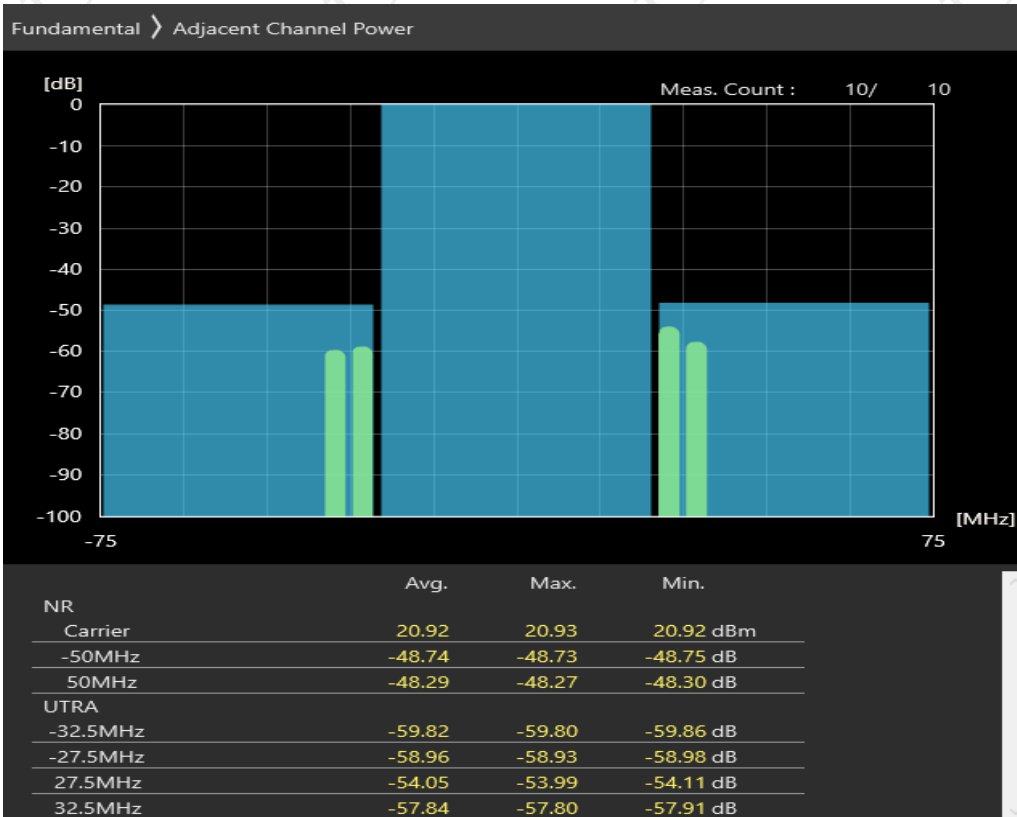 Fundamental 〉 Adjacent Channel Power
[dB]
Meas. Count : 10/ 10
0
-10
-20
-30
-40
-50
-60
-70
-80
-90
-100
[MHz]
-75 75
Avg. Max. Min.
NR
Carrier 20.92 20.93 20.92 dBm
-50MHz -48.74 -48.73 -48.75 dB
50MHz -48.29 -48.27 -48.30 dB
UTRA
-32.5MHz -59.82 -59.80 -59.86 dB
-27.5MHz -58.96 -58.93 -58.98 dB
27.5MHz -54.05 -53.99 -54.11 dB
32.5MHz -57.84 -57.80 -57.91 dB